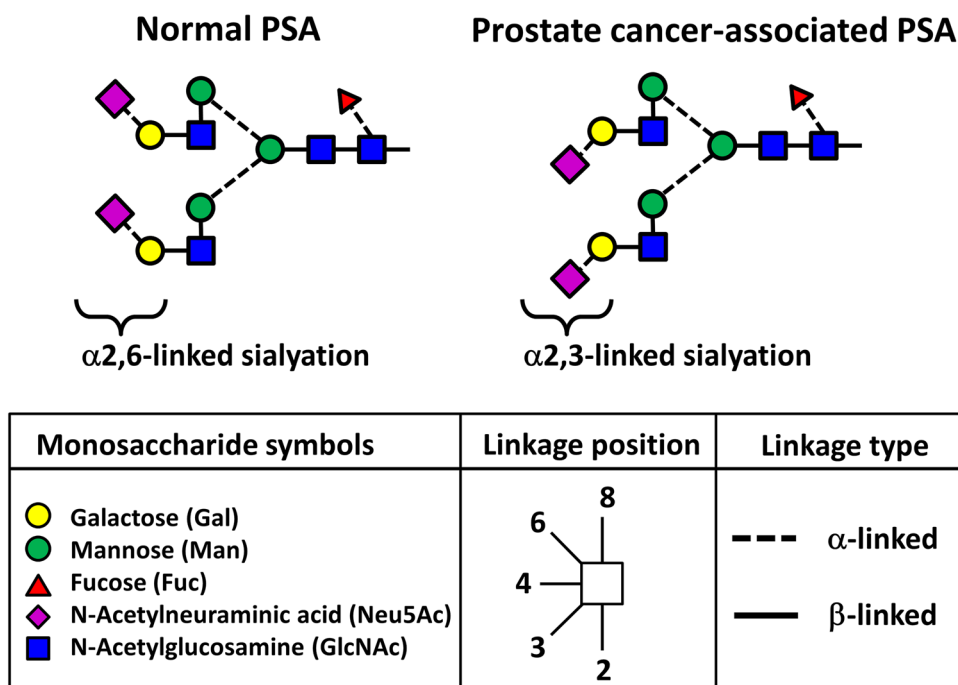 Normal PSA
Prostate cancer-associated PSA
α2,6-linked sialyation
α2,3-linked sialyation
Monosaccharide symbols
Linkage position
Linkage type
Galactose (Gal)
Mannose (Man)
Fucose (Fuc)
N-Acetylneuraminic acid (Neu5Ac)
N-Acetylglucosamine (GlcNAc)
8
6
4
3
2
α-linked
β-linked